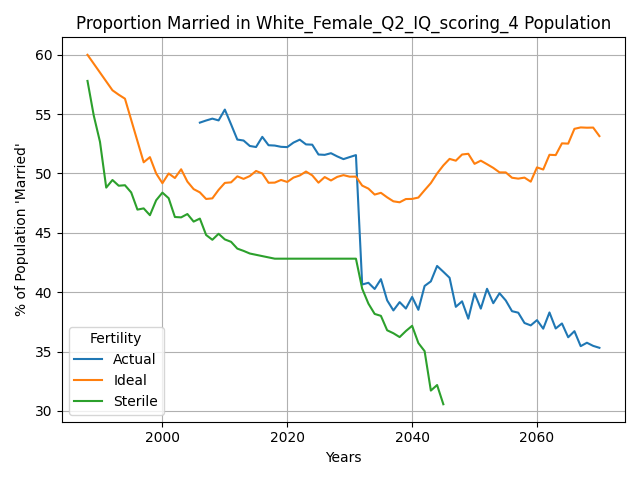 Proportion Married in White_Female_Q2_IQ_scoring_4 Population
% of Population 'Married'
60
55
50
45
40
35
30
Fertility
Actual
Ideal
Sterile
2000
2020
2040
2060
Years